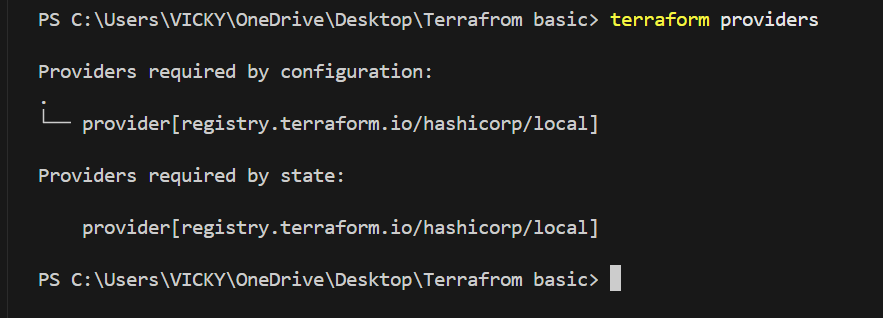 PS C:\Users\VICKY\OneDrive\Desktop\Terrafrom basic> terraform providers
Providers required by configuration:
.
└── provider[registry.terraform.io/hashicorp/local]
Providers required by state:
provider[registry.terraform.io/hashicorp/local]
PS C:\Users\VICKY\OneDrive\Desktop\Terrafrom basic>